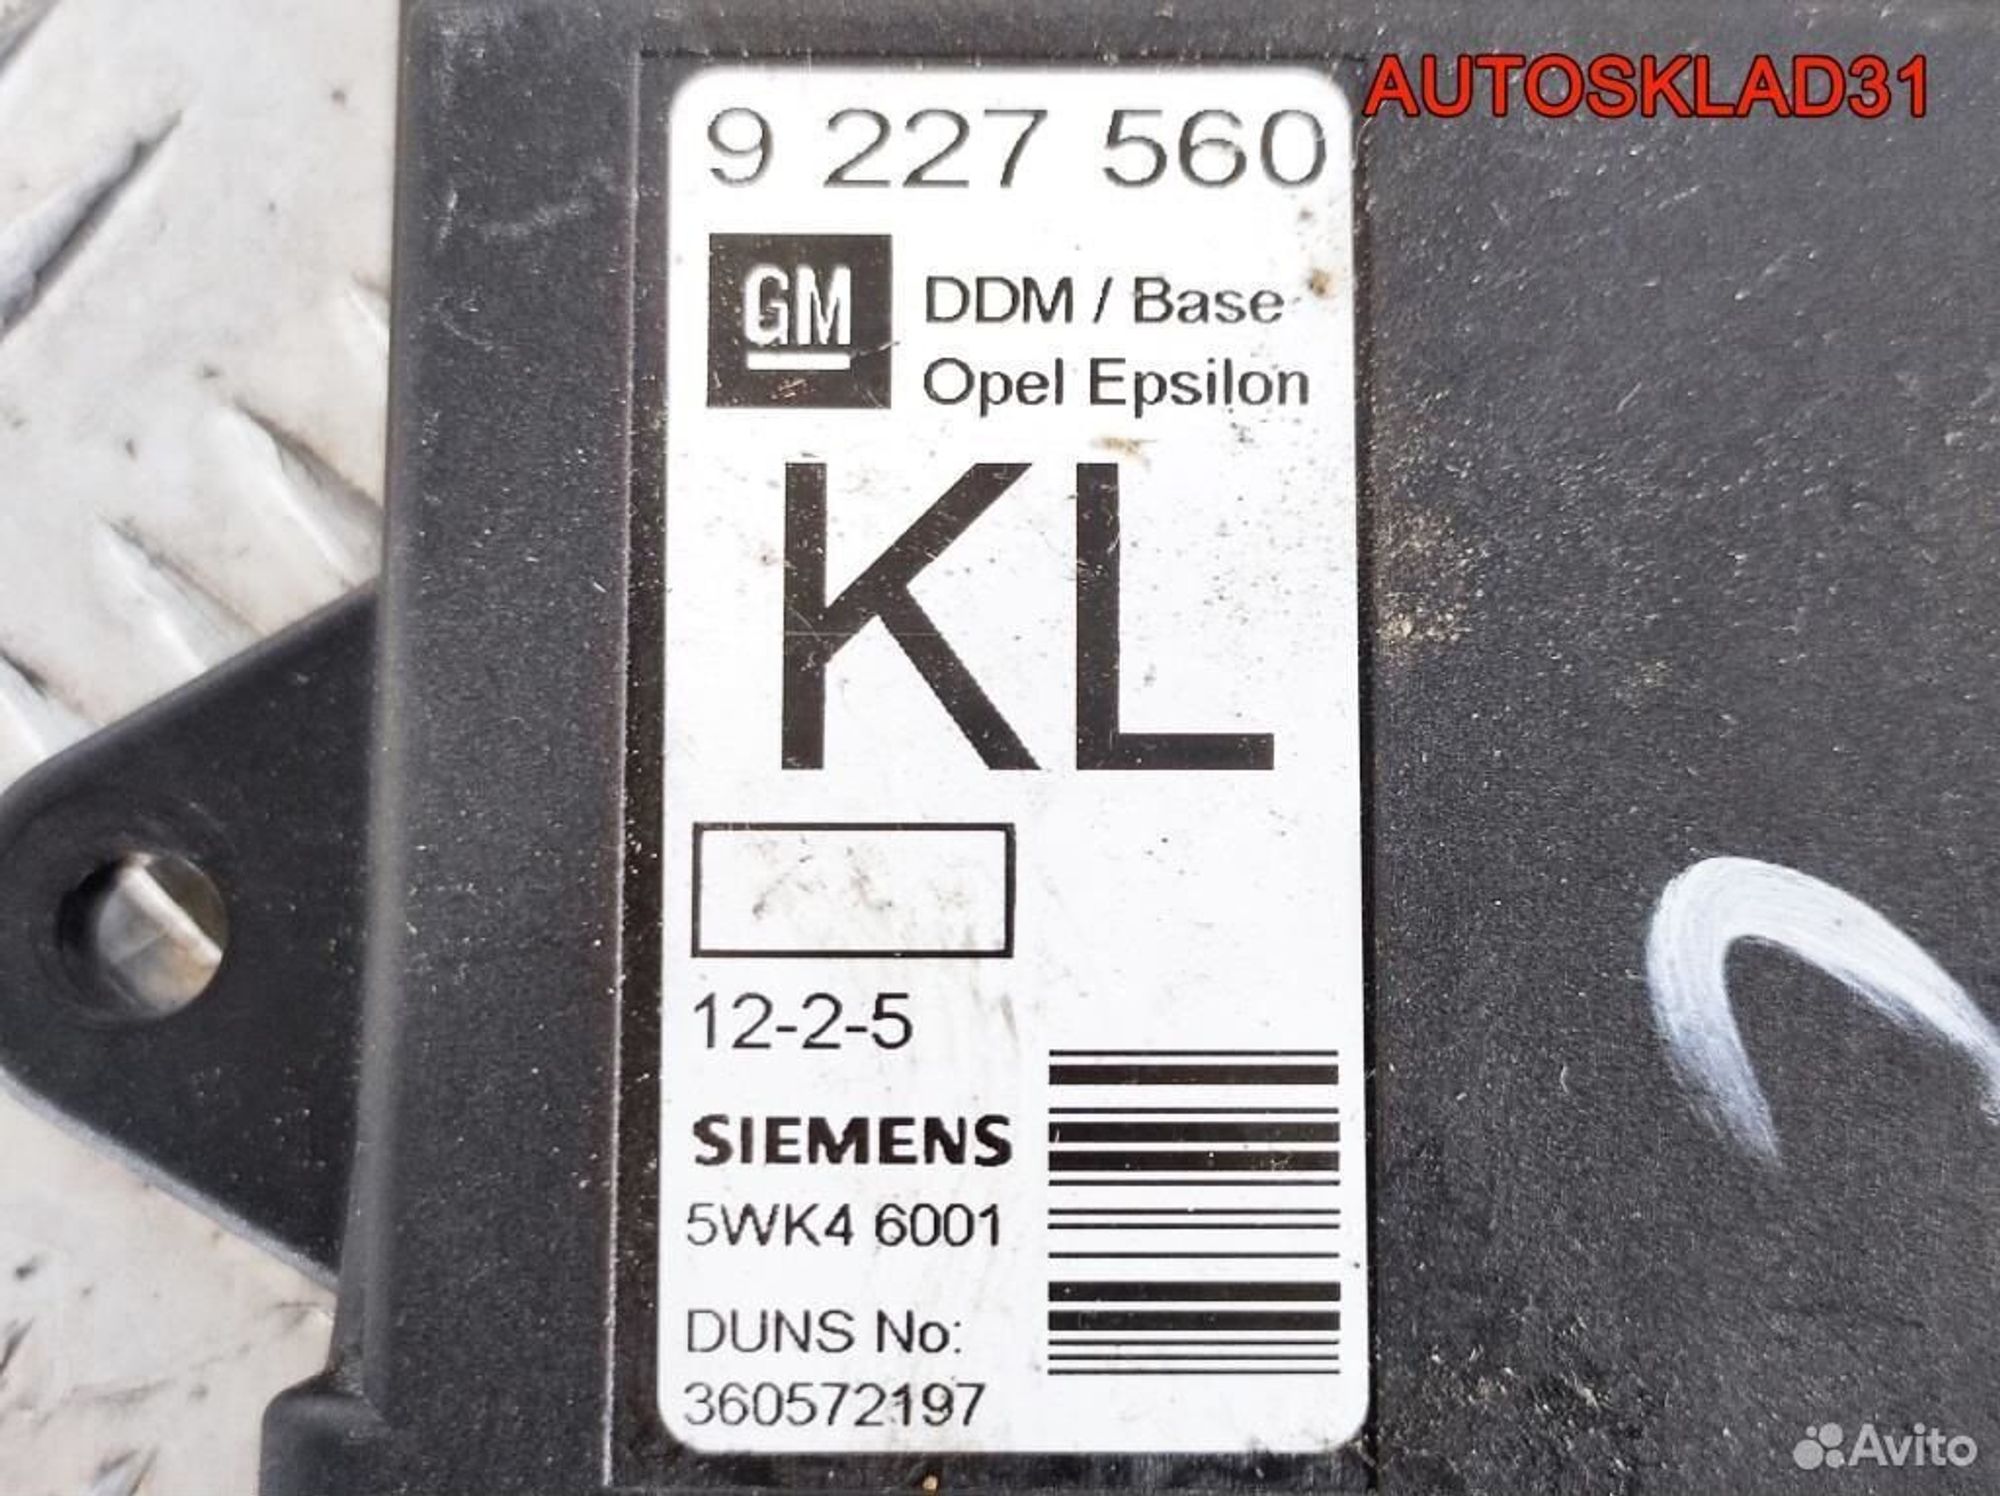 AUTOSKLAD31
9 227 560
GM
DDM / Base
Opel Epsilon
KL
12-2-5
SIEMENS
5WK4 6001
DUNS No:
360572197
Avito